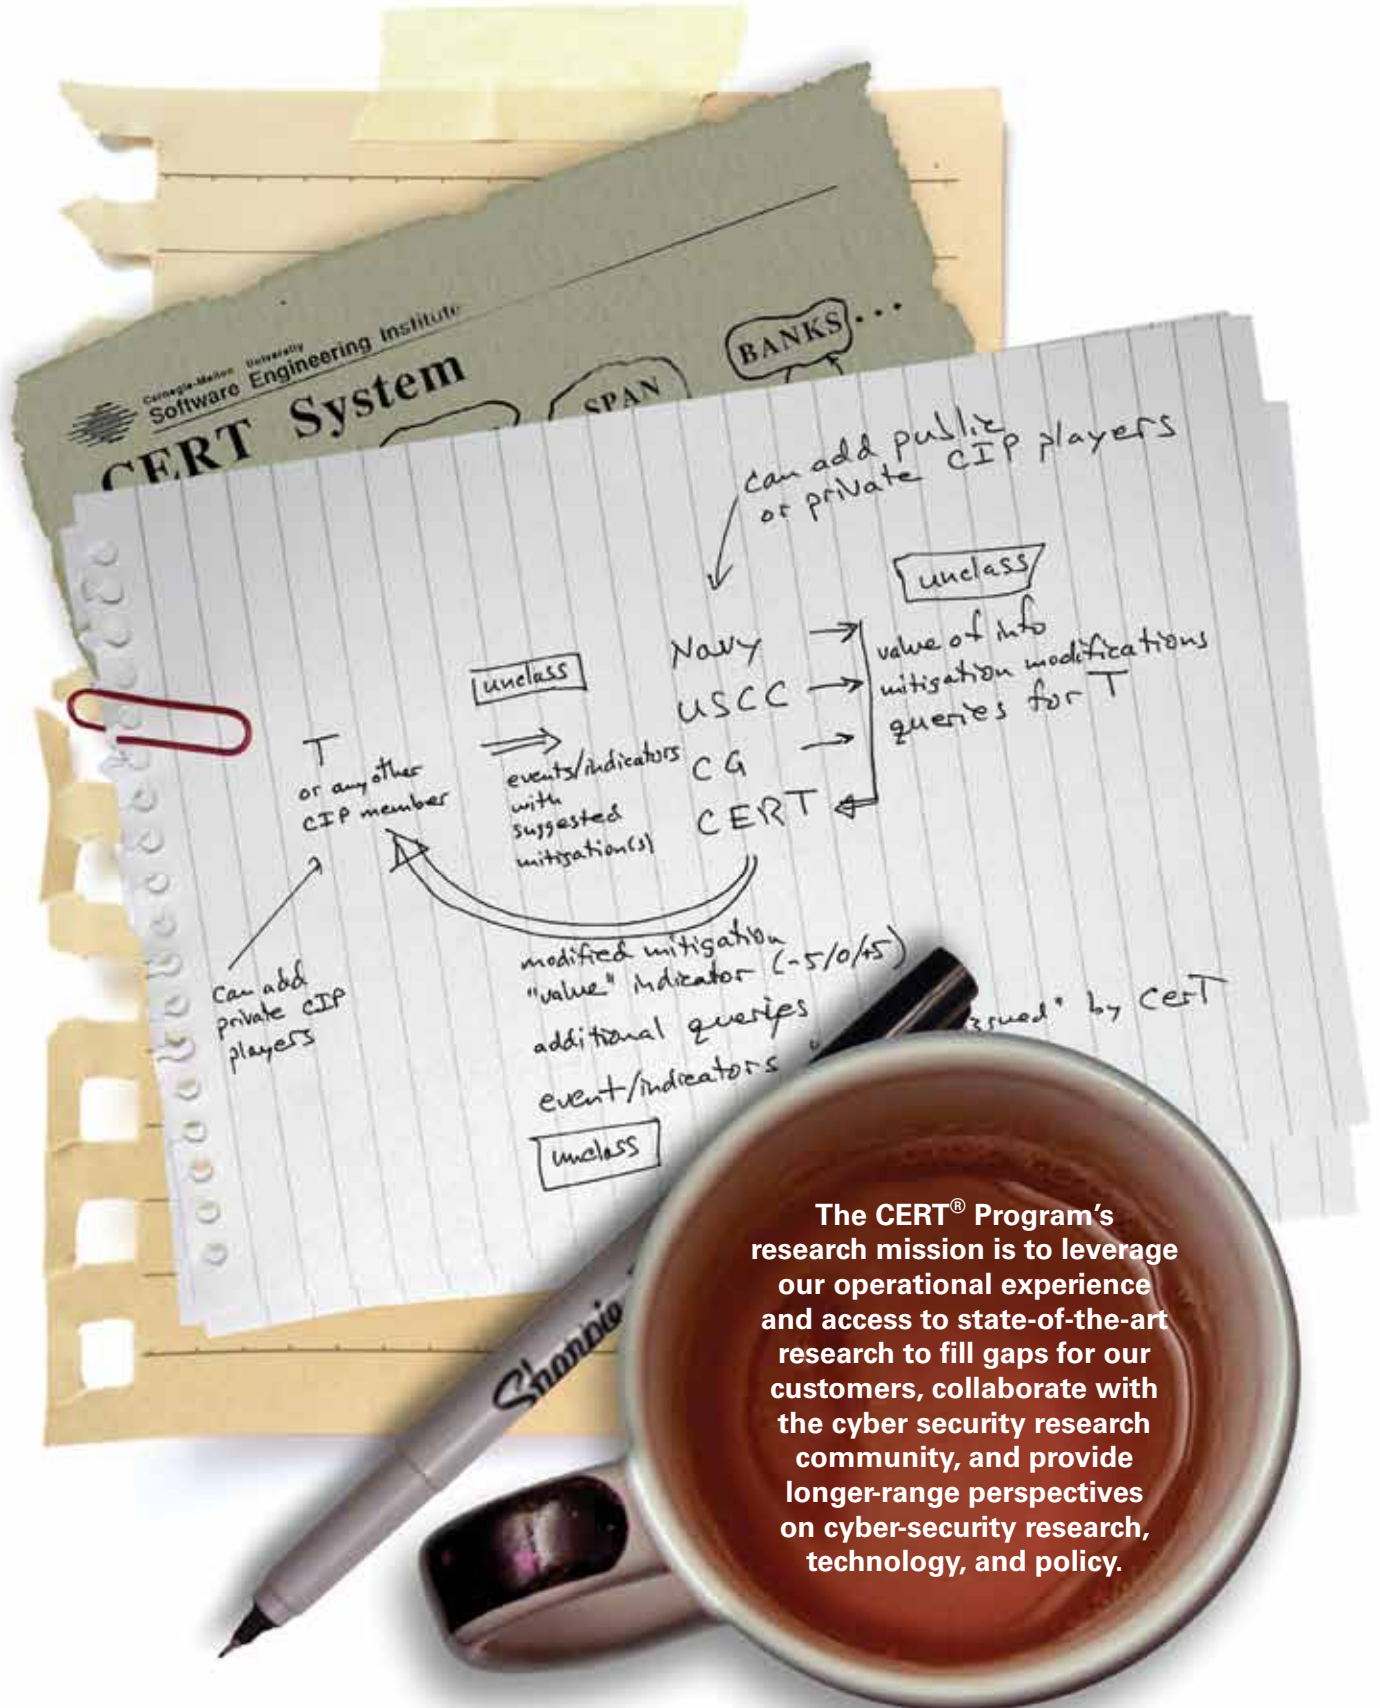 Carnegie-Mellon University
Software Engineering Institute
CERT System
SPAN
BANKS...
can add public
or private CIP players
unclass
Navy
USCC
CG
CERT
value of info
mitigation modifications
queries for T
unclass
T
or any other
CIP member
events/indicators
with
suggested
mitigation(s)
can add
private CIP
players
modified mitigation
"value" indicator (-5/0/+5)
additional queries
event/indicators
by CerT
unclass
Sharpie
The CERT® Program's
research mission is to leverage
our operational experience
and access to state-of-the-art
research to fill gaps for our
customers, collaborate with
the cyber security research
community, and provide
longer-range perspectives
on cyber-security research,
technology, and policy.